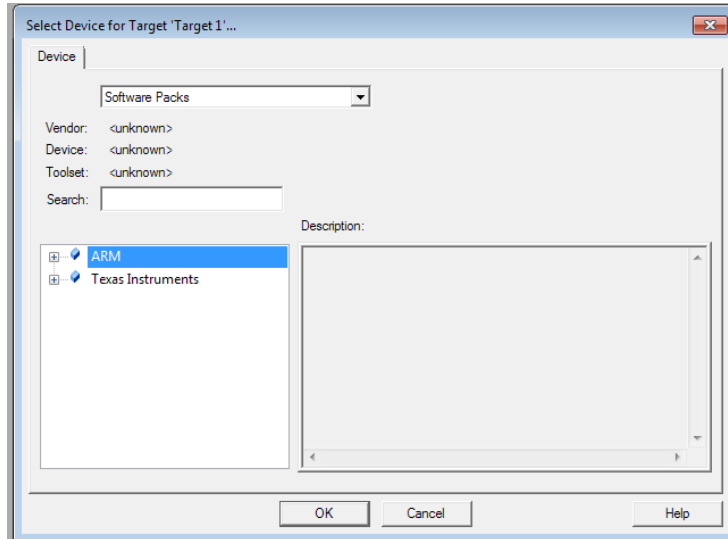 Select Device for Target 'Target 1'...
Device
Software Packs
Vendor: <unknown>
Device: <unknown>
Toolset: <unknown>
Search:
Description:
ARM
Texas Instruments
OK Cancel Help